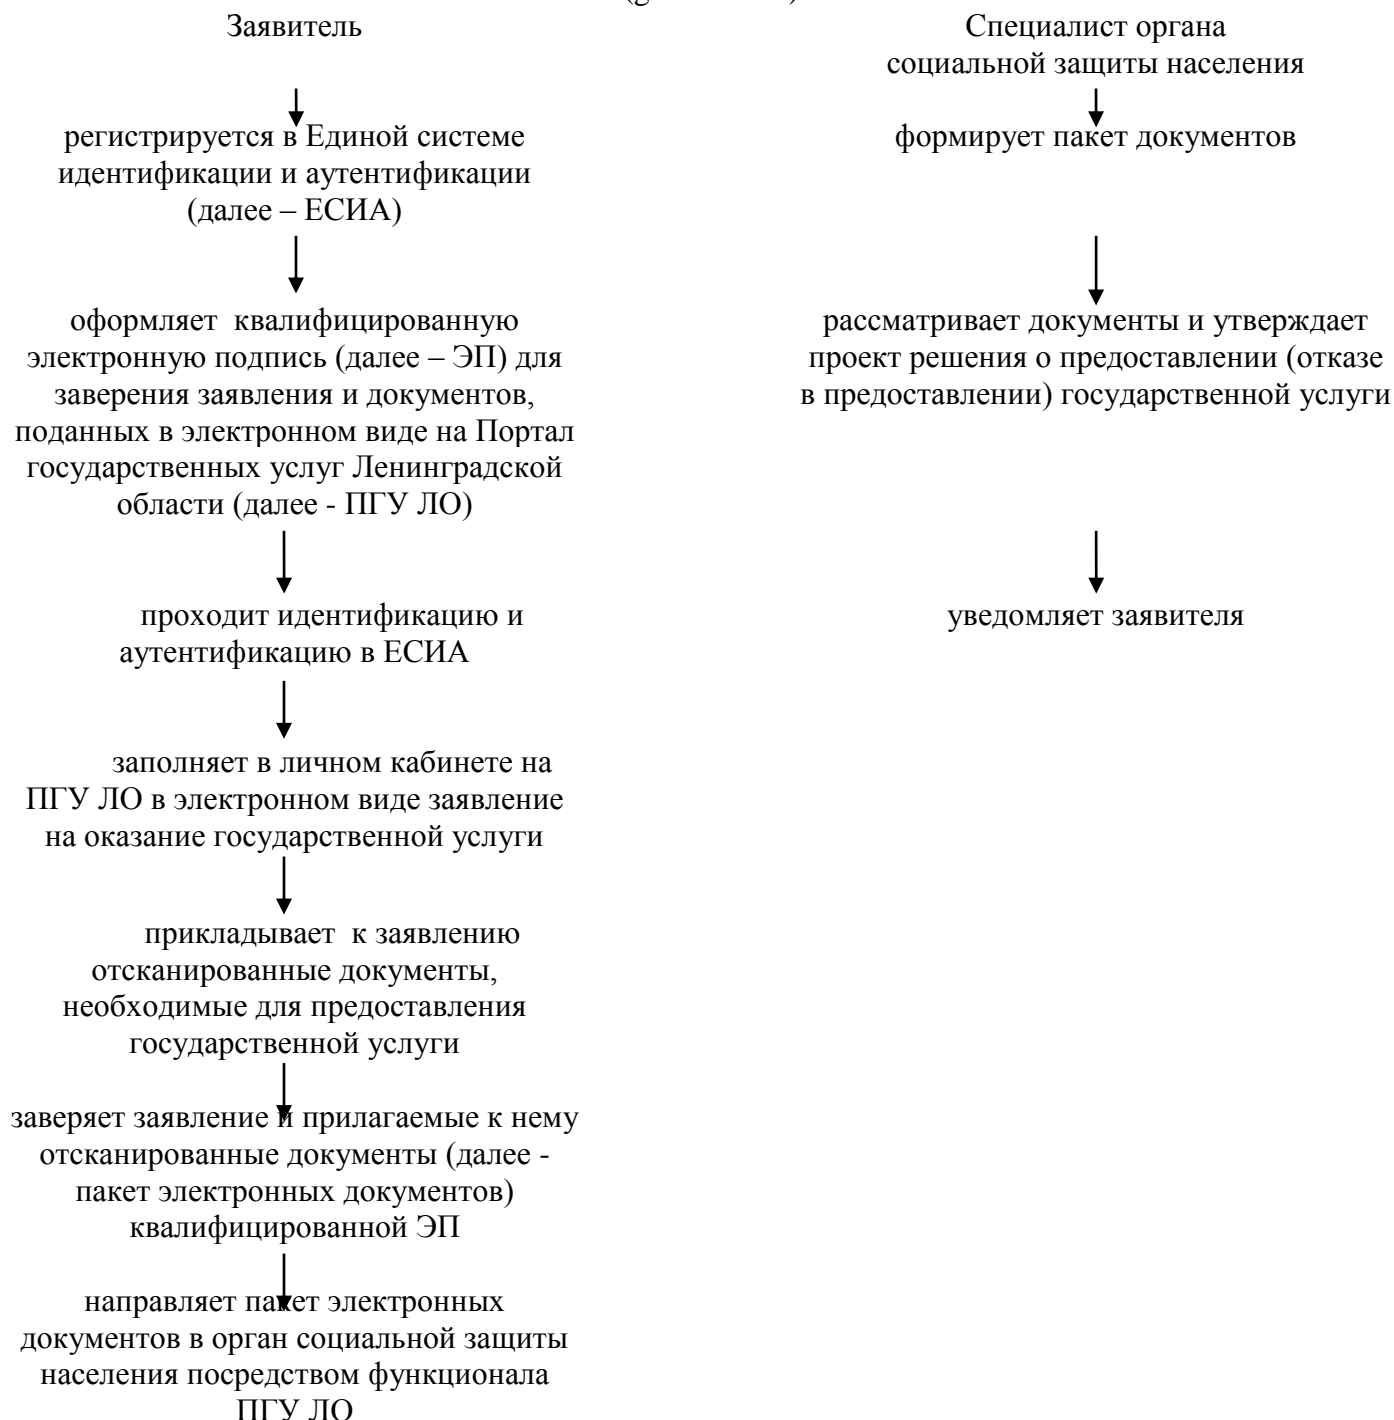 Заявитель
регистрируется в Единой системе
идентификации и аутентификации
(далее – ЕСИА)
оформляет квалифицированную
электронную подпись (далее – ЭП) для
заверения заявления и документов,
поданных в электронном виде на Портал
государственных услуг Ленинградской
области (далее - ПГУ ЛО)
проходит идентификацию и
аутентификацию в ЕСИА
заполняет в личном кабинете на
ПГУ ЛО в электронном виде заявление
на оказание государственной услуги
прикладывает к заявлению
отсканированные документы,
необходимые для предоставления
государственной услуги
заверяет заявление и прилагаемые к нему
отсканированные документы (далее -
пакет электронных документов)
квалифицированной ЭП
направляет пакет электронных
документов в орган социальной защиты
населения посредством функционала
ПГУ ЛО
Специалист органа
социальной защиты населения
формирует пакет документов
рассматривает документы и утверждает
проект решения о предоставлении (отказе
в предоставлении) государственной услуги
уведомляет заявителя